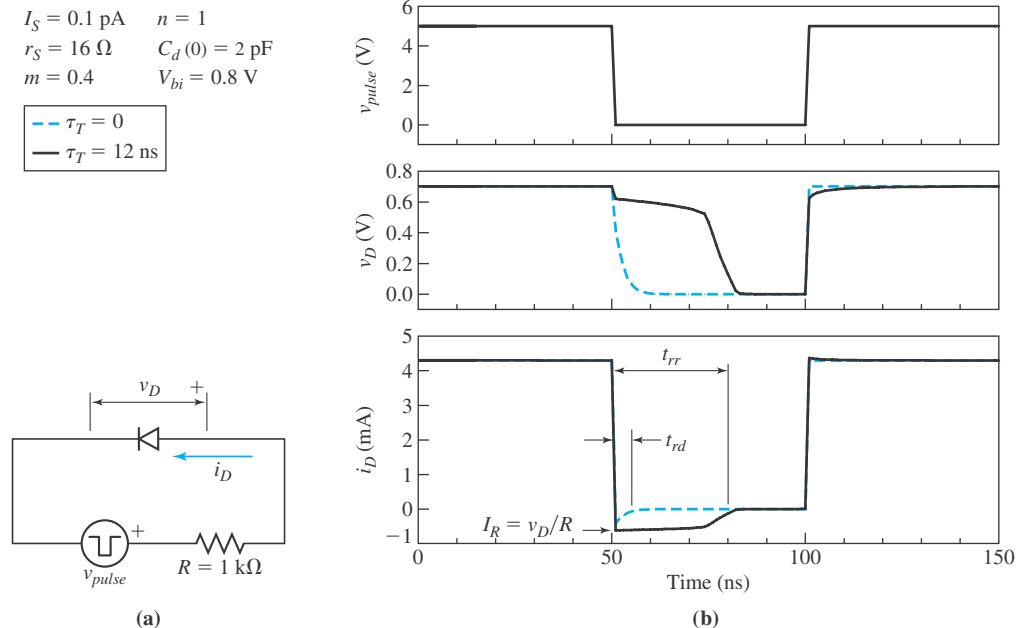 I_S = 0.1 pA n = 1
r_S = 16 Ω C_d (0) = 2 pF
m = 0.4 V_bi = 0.8 V
τ_T = 0
τ_T = 12 ns
v_D +
i_D
+
v_pulse
R = 1 kΩ
(a)
v_pulse (V)
5
0
v_D (V)
0.8
0.6
0.4
0.2
0.0
i_D (mA)
5
4
3
2
1
0
−1
t_rr
t_rd
I_R = v_D/R
0 50 100 150
Time (ns)
(b)